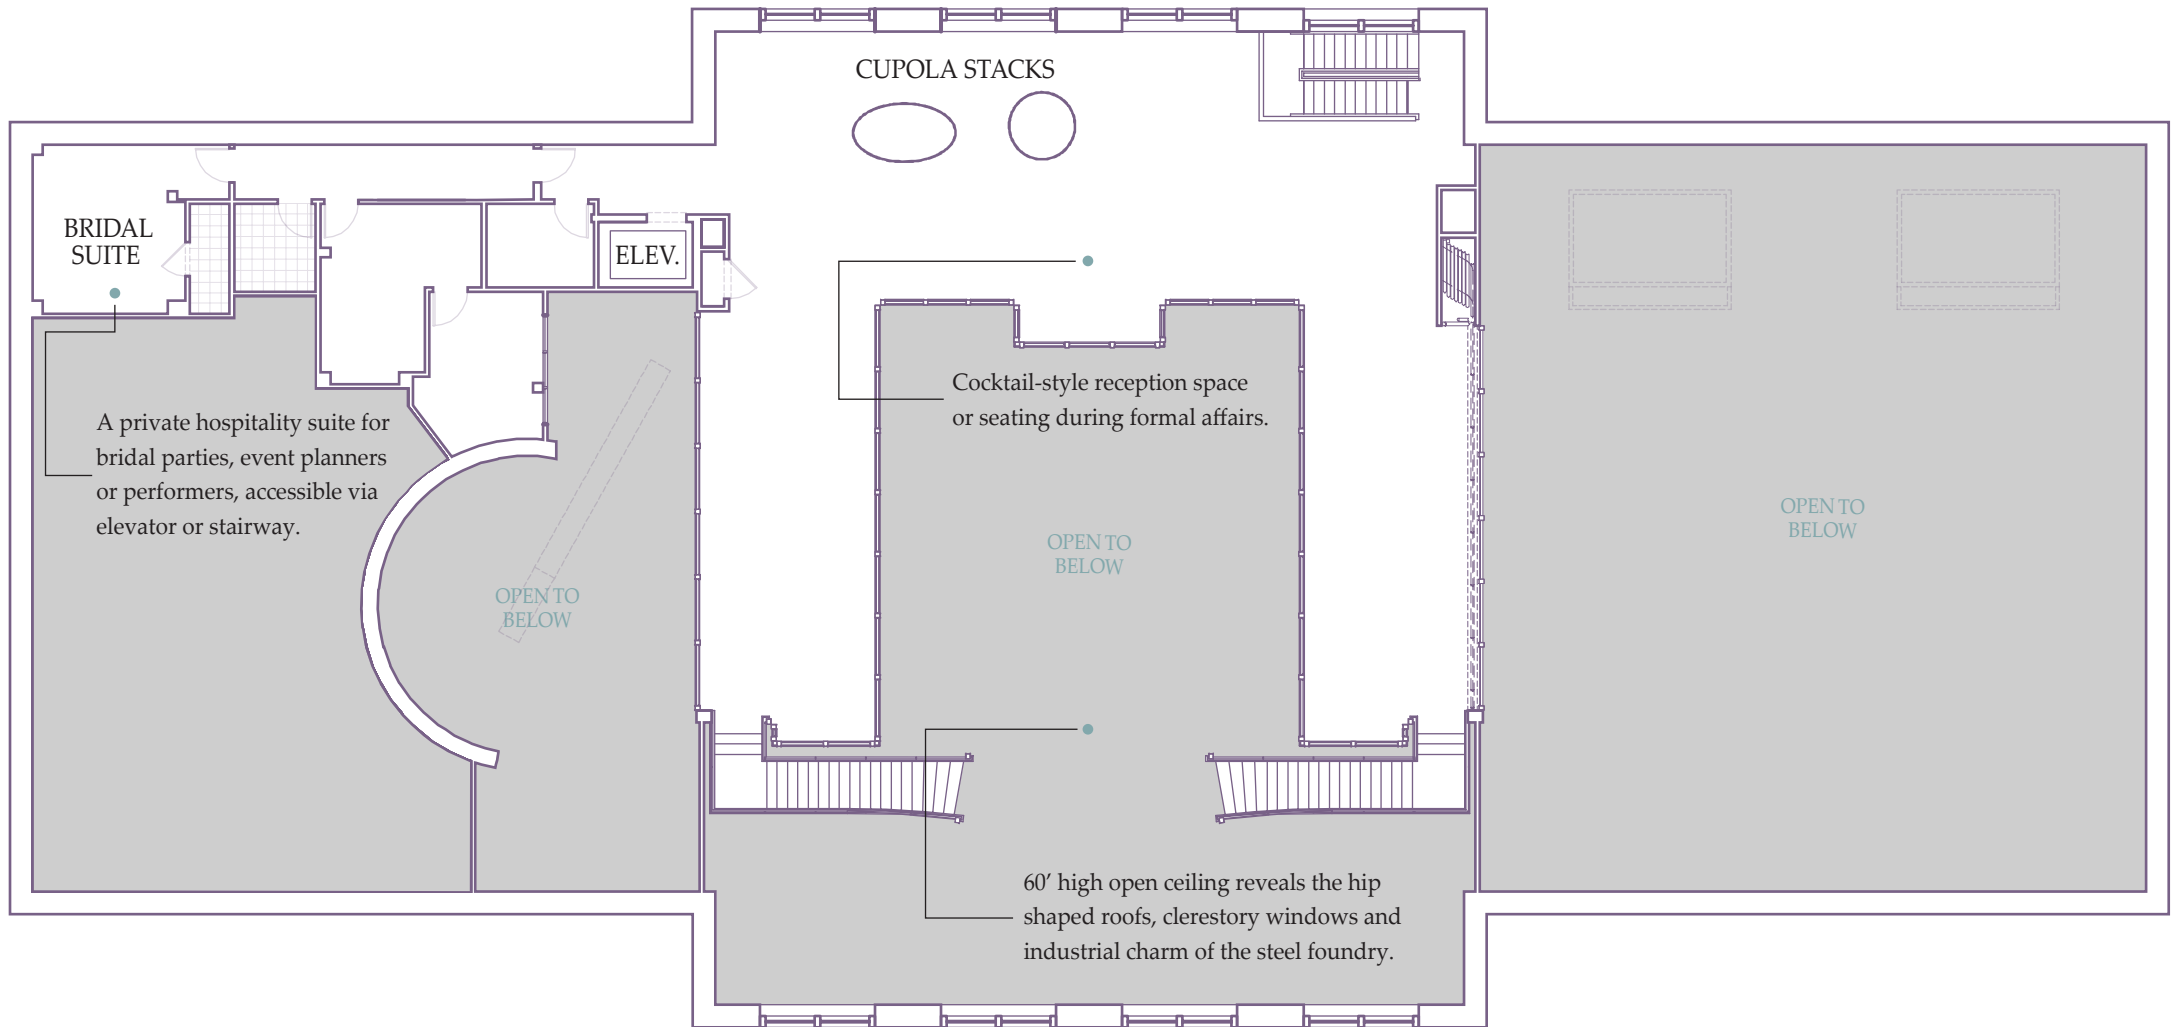 CUPOLA STACKS
BRIDAL
SUITE
ELEV.
Cocktail-style reception space
or seating during formal affairs.
A private hospitality suite for
bridal parties, event planners
or performers, accessible via
elevator or stairway.
OPEN TO
BELOW
OPEN TO
BELOW
OPEN TO
BELOW
60’ high open ceiling reveals the hip
shaped roofs, clerestory windows and
industrial charm of the steel foundry.